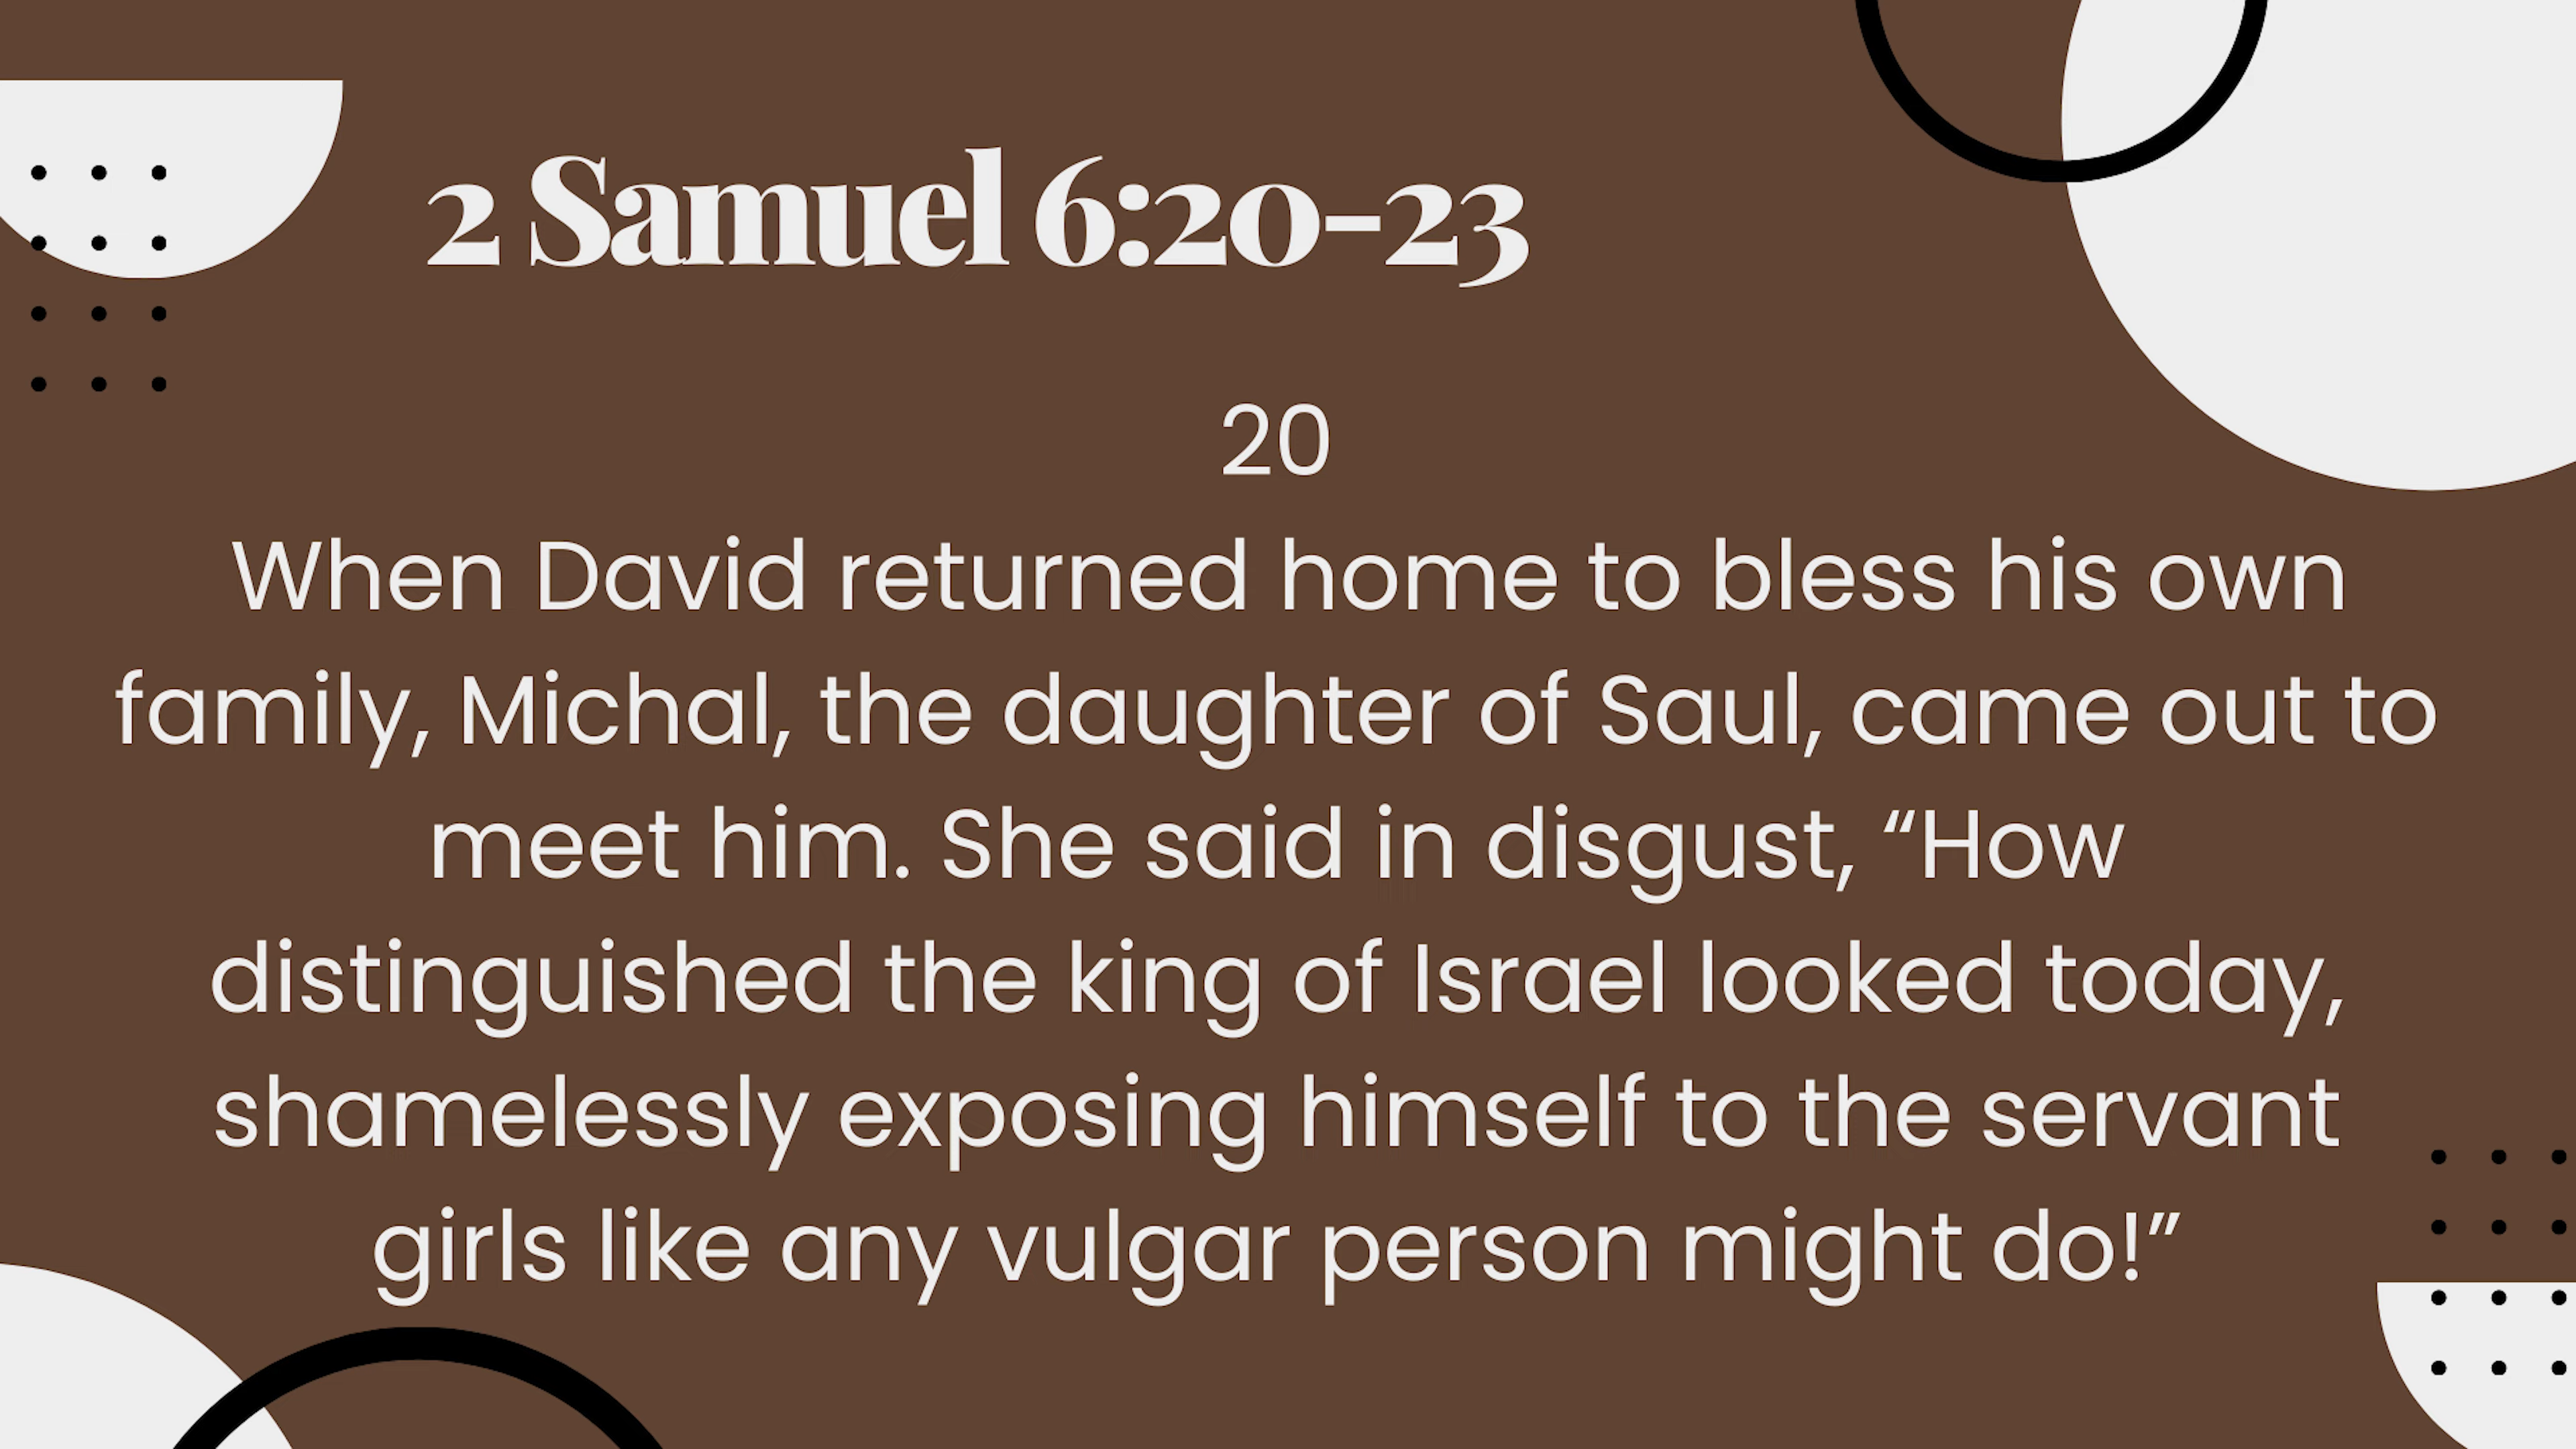 2 Samuel 6:20-23
20
When David returned home to bless his own
family, Michal, the daughter of Saul, came out to
meet him. She said in disgust, “How
distinguished the king of Israel looked today,
shamelessly exposing himself to the servant
girls like any vulgar person might do!”